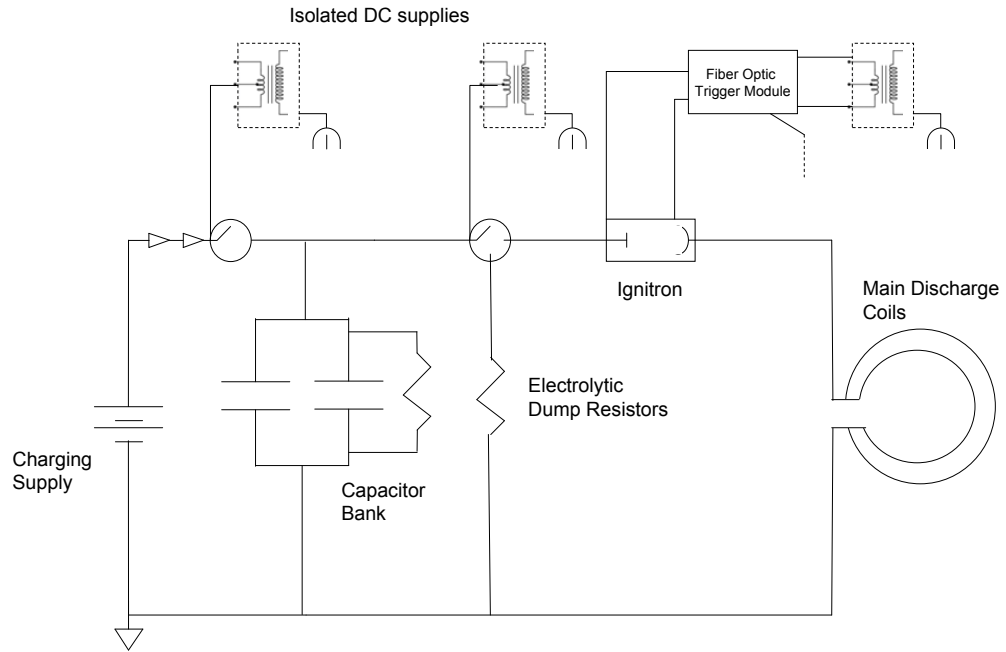 Isolated DC supplies
Fiber Optic
Trigger Module
Ignitron
Main Discharge
Coils
Electrolytic
Dump Resistors
Charging
Supply
Capacitor
Bank